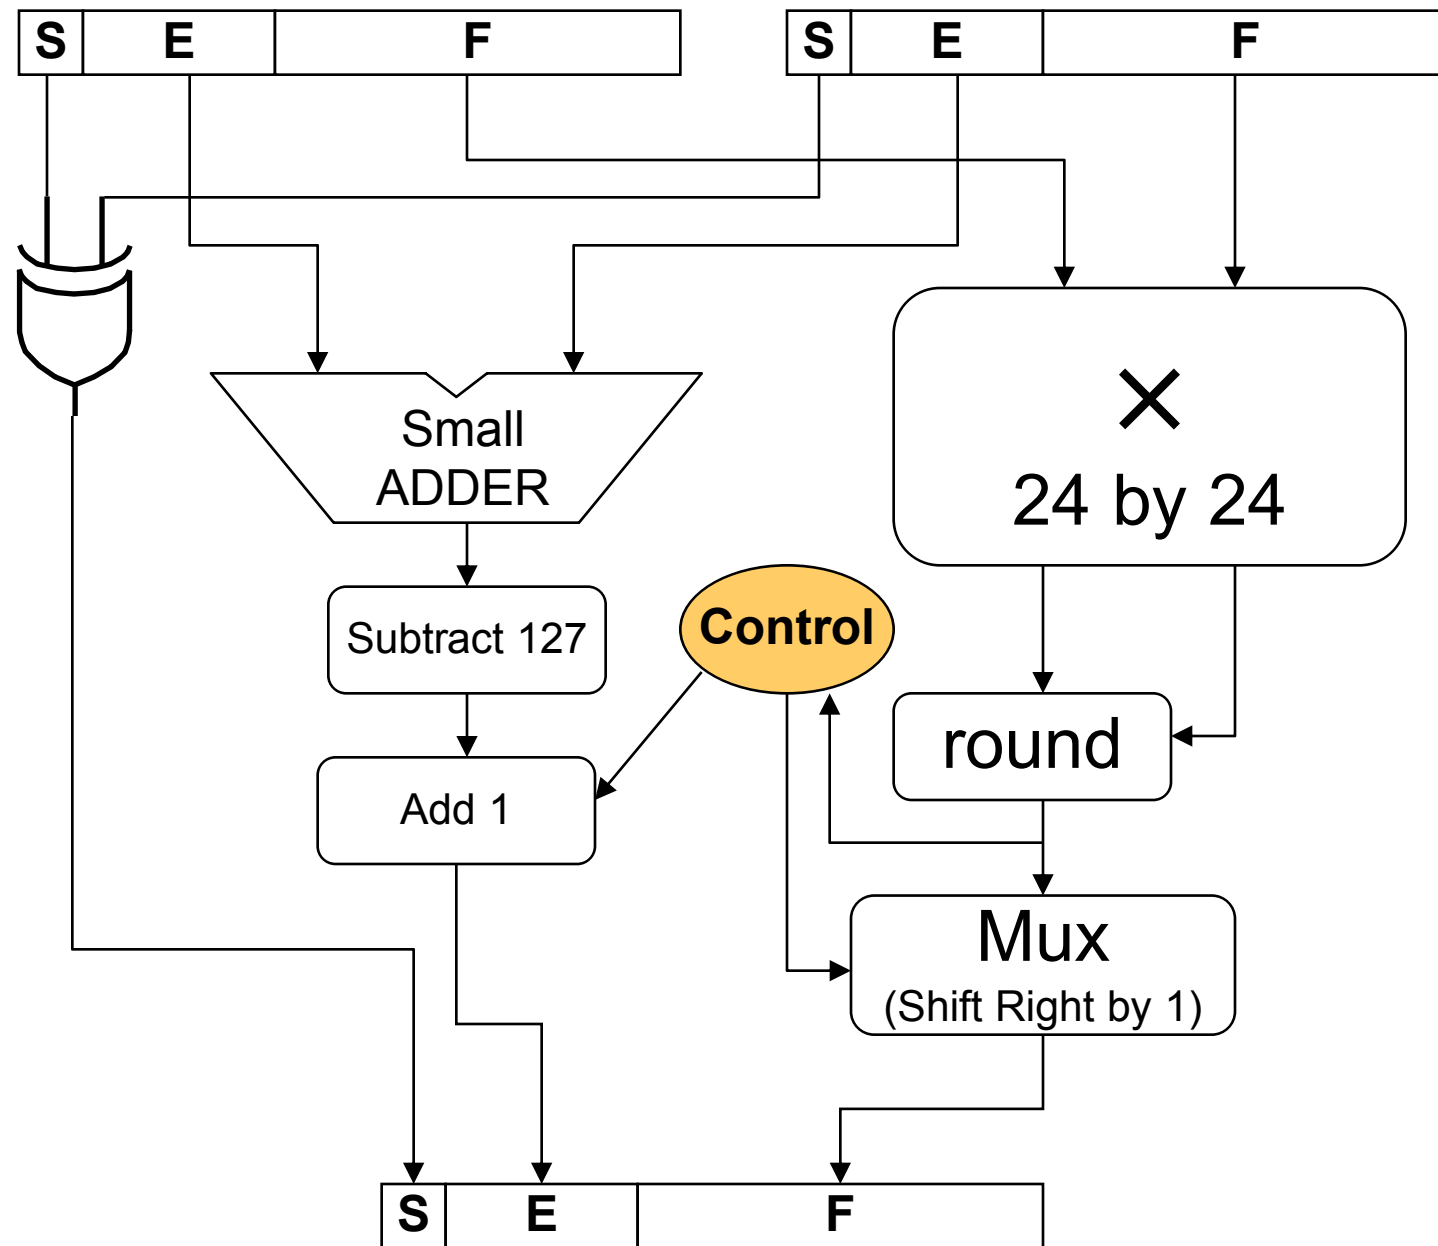 S E F S E F
Small
ADDER
×
24 by 24
Subtract 127
Control
round
Add 1
Mux
(Shift Right by 1)
S E F